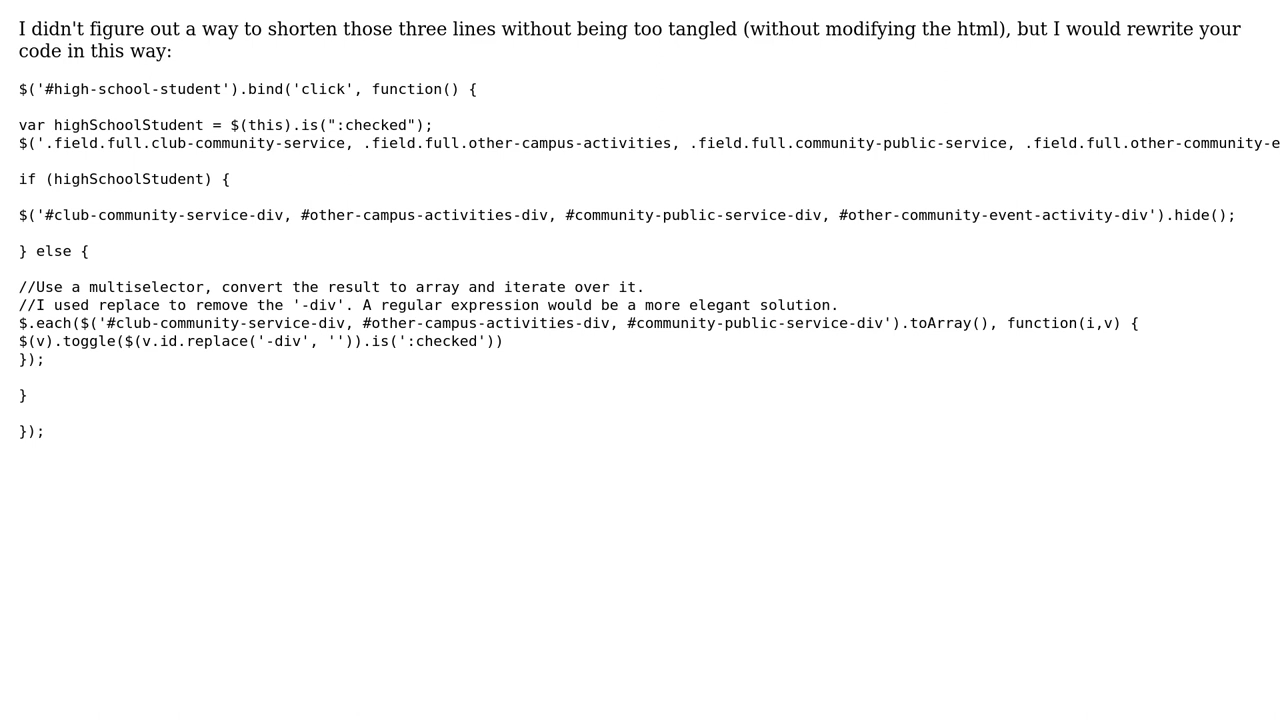 I didn't figure out a way to shorten those three lines without being too tangled (without modifying the html), but I would rewrite your
code in this way:
$('#high-school-student').bind('click', function() {
var highSchoolStudent = $(this).is(":checked");
$('.field.full.club-community-service, .field.full.other-campus-activities, .field.full.community-public-service, .field.full.other-community-e
if (highSchoolStudent) {
$('#club-community-service-div, #other-campus-activities-div, #community-public-service-div, #other-community-event-activity-div').hide();
} else {
//Use a multiselector, convert the result to array and iterate over it.
//I used replace to remove the '-div'. A regular expression would be a more elegant solution.
$.each($('#club-community-service-div, #other-campus-activities-div, #community-public-service-div').toArray(), function(i,v) {
$(v).toggle($(v.id.replace('-div', '')).is(':checked'))
});
}
});